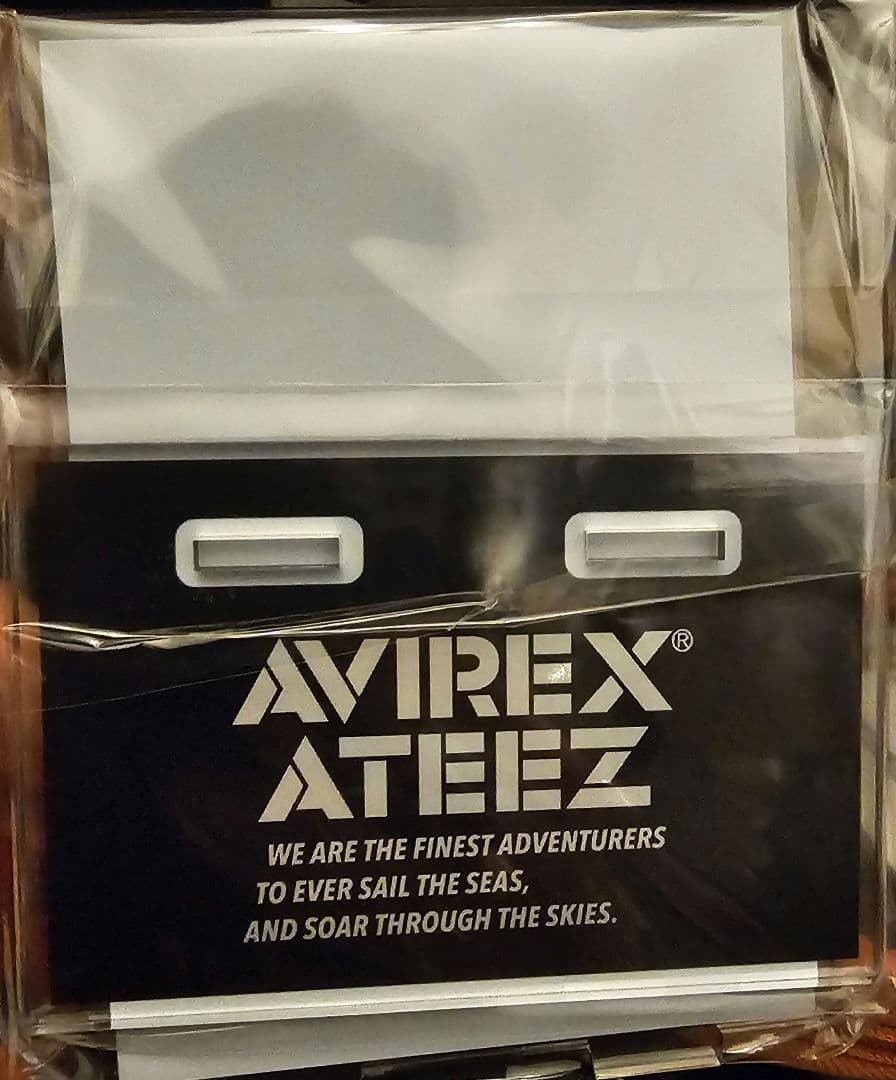 AVIREX®
ATEEZ
WE ARE THE FINEST ADVENTURERS
TO EVER SAIL THE SEAS,
AND SOAR THROUGH THE SKIES.